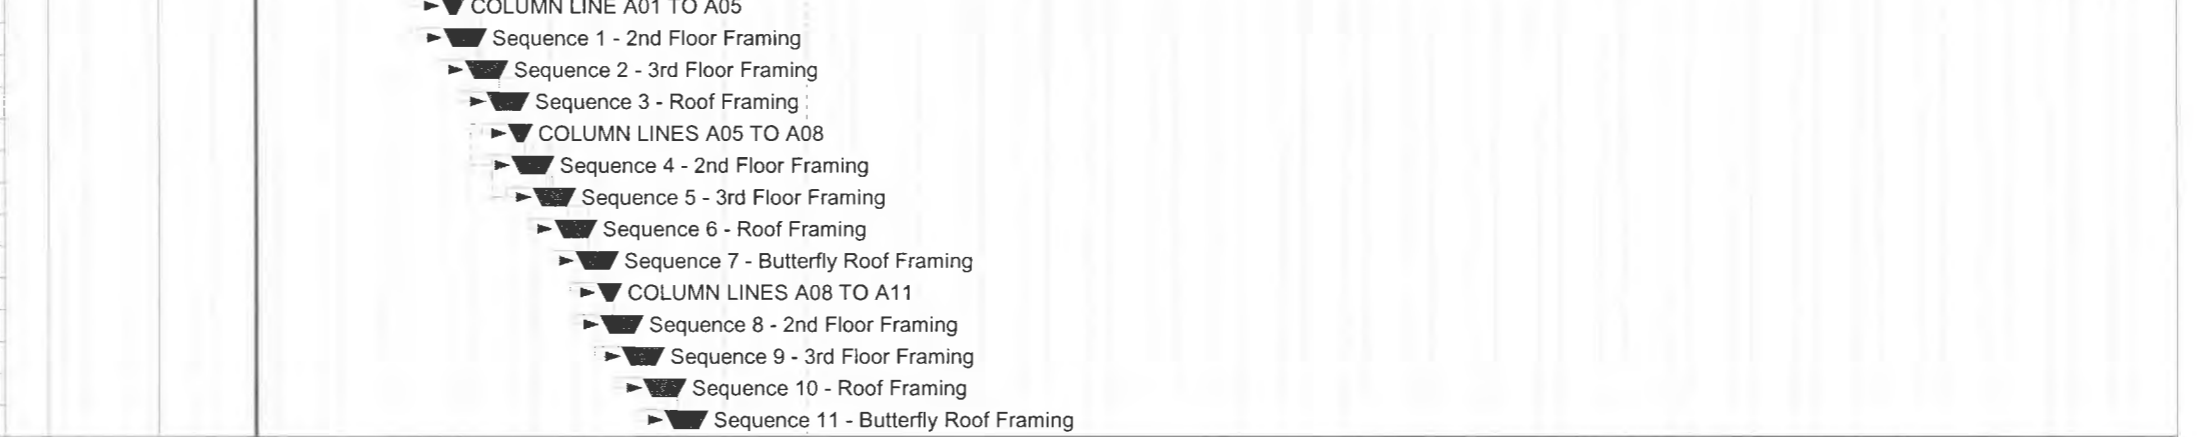 COLUMN LINE A01 TO A05
Sequence 1 - 2nd Floor Framing
Sequence 2 - 3rd Floor Framing
Sequence 3 - Roof Framing
COLUMN LINES A05 TO A08
Sequence 4 - 2nd Floor Framing
Sequence 5 - 3rd Floor Framing
Sequence 6 - Roof Framing
Sequence 7 - Butterfly Roof Framing
COLUMN LINES A08 TO A11
Sequence 8 - 2nd Floor Framing
Sequence 9 - 3rd Floor Framing
Sequence 10 - Roof Framing
Sequence 11 - Butterfly Roof Framing